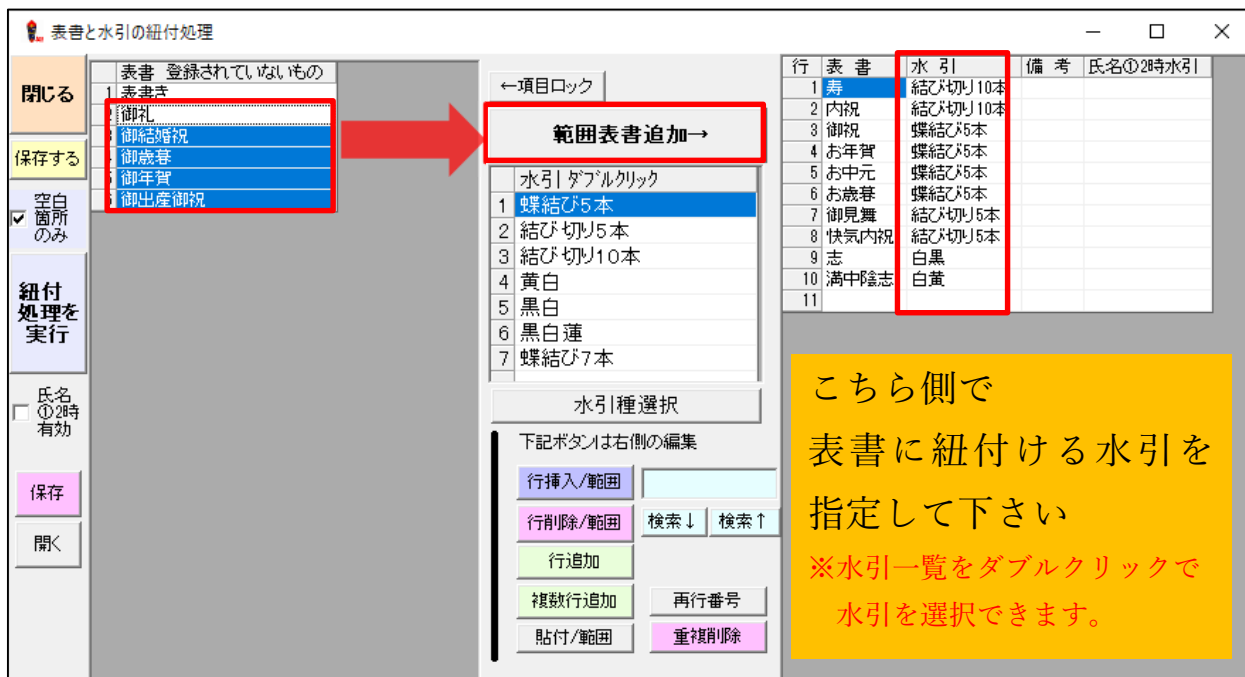 表書と水引の紐付処理
閉じる
保存する
空白
箇所
のみ
紐付
処理を
実行
氏名
①2時
有効
保存
開く
表書 登録されていないもの
1 表書き
御礼
御結婚祝
御歳暮
御年賀
御出産御祝
←項目ロック
範囲表書追加→
水引 ダブルクリック
1 蝶結び5本
2 結び切り5本
3 結び切り10本
4 黄白
5 黒白
6 黒白蓮
7 蝶結び7本
水引種選択
下記ボタンは右側の編集
行挿入/範囲
行削除/範囲 検索↓ 検索↑
行追加
複数行追加 再行番号
貼付/範囲 重複削除
行 表 書 水 引 備 考 氏名①2時水引
1 寿 結び切り10本
2 内祝 結び切り10本
3 御祝 蝶結び5本
4 お年賀 蝶結び5本
5 お中元 蝶結び5本
6 お歳暮 蝶結び5本
7 御見舞 結び切り5本
8 快気内祝 結び切り5本
9 志 白黒
10 満中陰志 白黄
11
こちら側で
表書に紐付ける水引を
指定して下さい
※水引一覧をダブルクリックで
水引を選択できます。